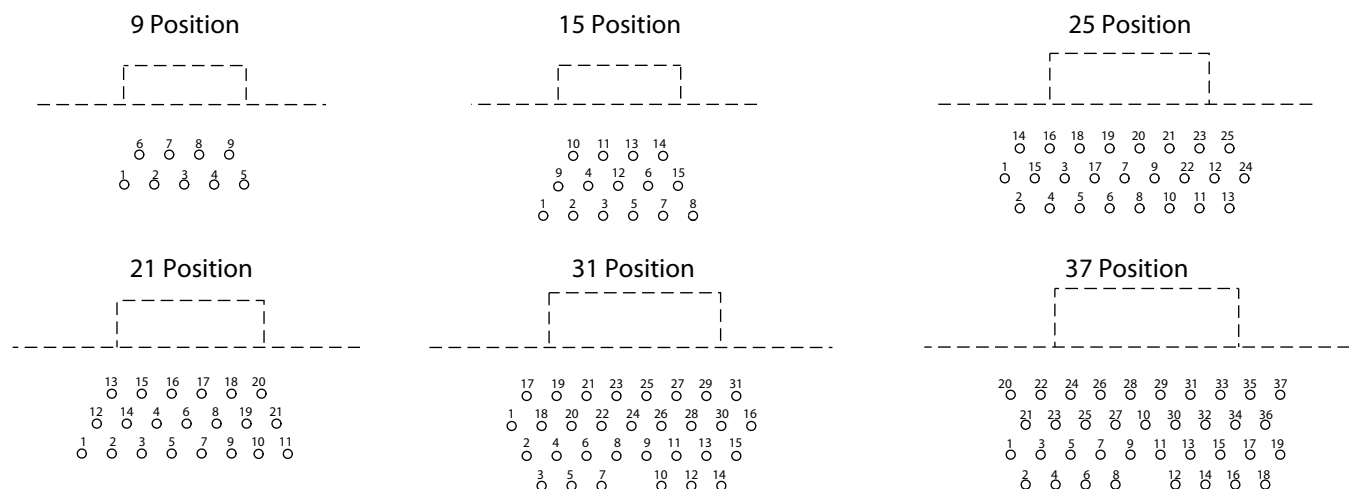 9 Position
15 Position
25 Position
6 7 8 9
1 2 3 4 5
10 11 13 14
9 4 12 6 15
1 2 3 5 7 8
14 16 18 19 20 21 23 25
1 15 3 17 7 9 22 12 24
2 4 5 6 8 10 11 13
21 Position
31 Position
37 Position
13 15 16 17 18 20
12 14 4 6 8 19 21
1 2 3 5 7 9 10 11
17 19 21 23 25 27 29 31
1 18 20 22 24 26 28 30 16
2 4 6 8 9 11 13 15
3 5 7 10 12 14
20 22 24 26 28 29 31 33 35 37
21 23 25 27 10 30 32 34 36
1 3 5 7 9 11 13 15 17 19
2 4 6 8 12 14 16 18